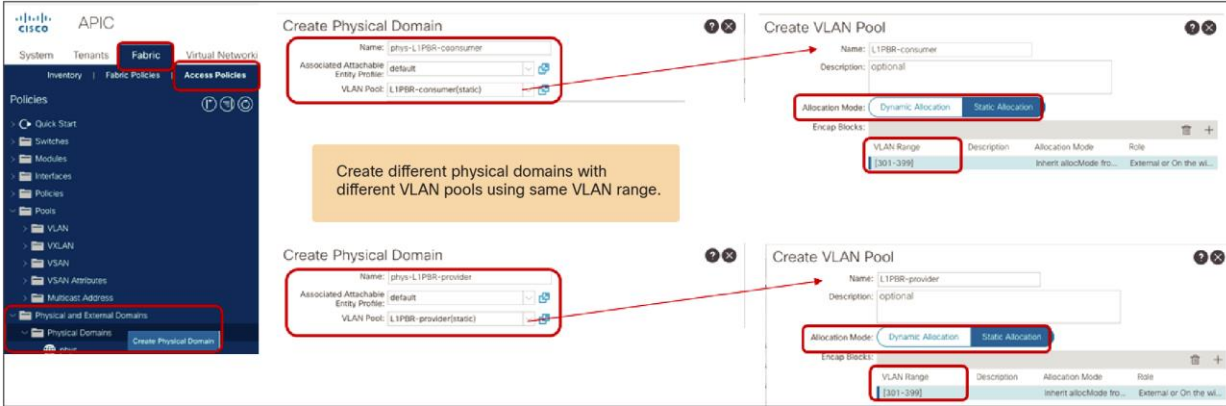 CISCO
APIC
System Tenants Fabric Virtual Networki
Inventory | Fabric Policies | Access Policies
Policies
Quick Start
Switches
Modules
Interfaces
Policies
Pools
VLAN
VXLAN
VSAN
VSAN Attributes
Multicast Address
Physical and External Domains
Physical Domains
Create Physical Domain
phys
Create Physical Domain
Name: phys-L1PBR-coansumer
Associated Attachable
Entity Profile: default
VLAN Pool: L1PBR-consumer(static)
Create VLAN Pool
Name: L1PBR-consumer
Description: optional
Allocation Mode: Dynamic Allocation Static Allocation
Encap Blocks:
VLAN Range Description Allocation Mode Role
[301-399] Inherit allocMode fro... External or On the wi...
Create different physical domains with
different VLAN pools using same VLAN range.
Create Physical Domain
Name: phys-L1PBR-provider
Associated Attachable
Entity Profile: default
VLAN Pool: L1PBR-provider(static)
Create VLAN Pool
Name: L1PBR-provider
Description: optional
Allocation Mode: Dynamic Allocation Static Allocation
Encap Blocks:
VLAN Range Description Allocation Mode Role
[301-399] Inherit allocMode fro... External or On the wi...